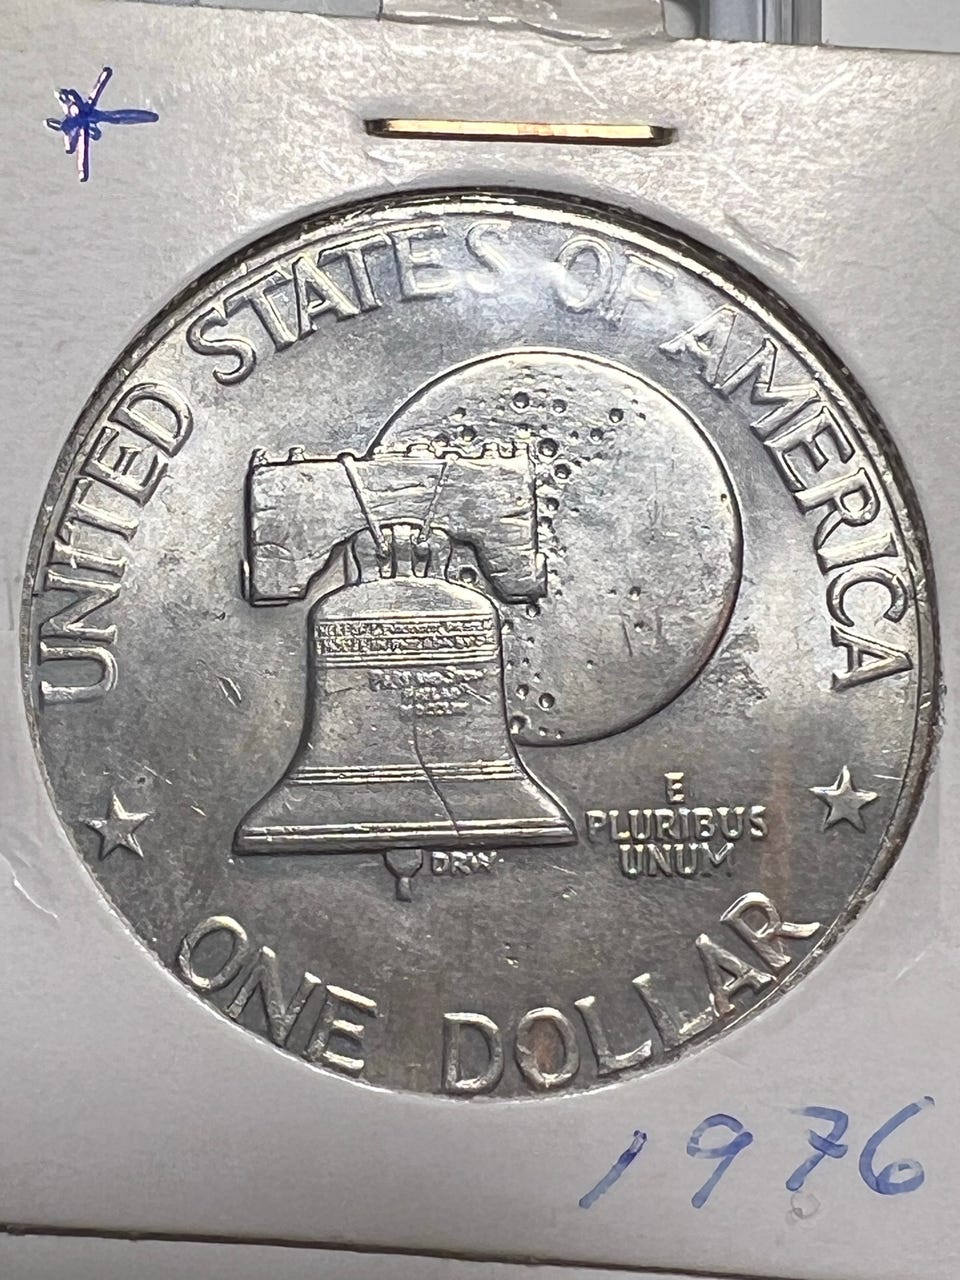 UNITED STATES OF AMERICA
E
PLURIBUS
UNUM
DRW
ONE DOLLAR
1976